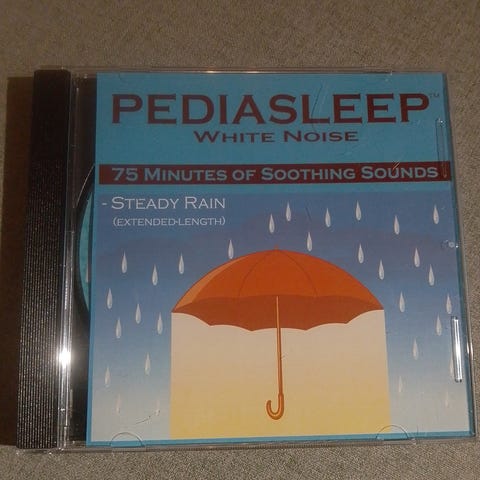 PEDIASLEEP™
WHITE NOISE
75 MINUTES OF SOOTHING SOUNDS
- STEADY RAIN
(EXTENDED-LENGTH)